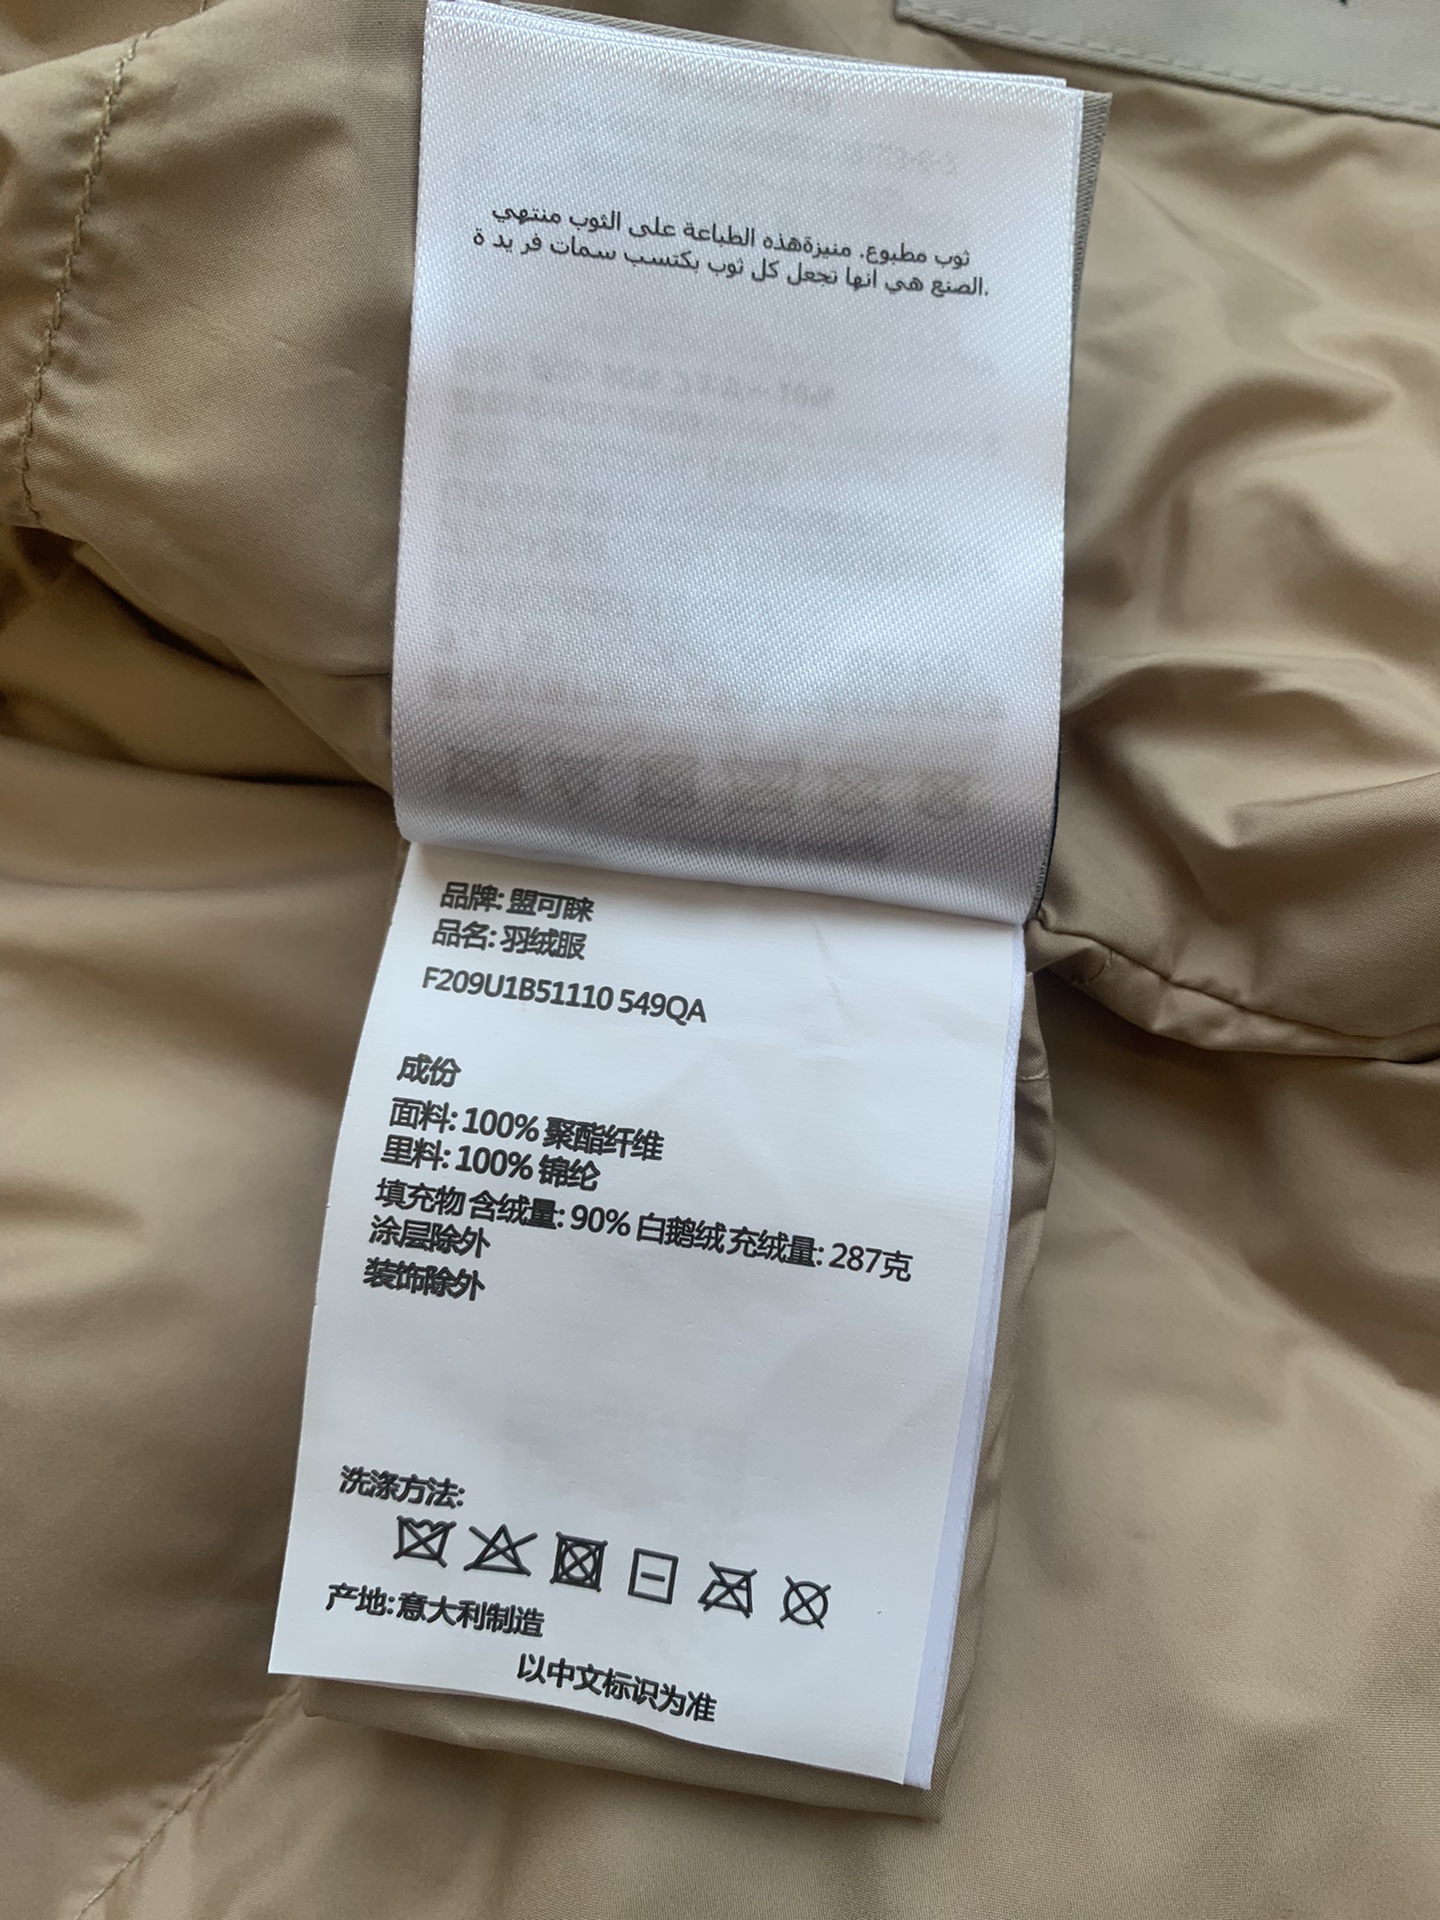 ثوب مطبوع. منيزةهذه الطباعة على الثوب منتهي
الصنع هي انها تجعل كل ثوب بكتسب سمات فر يد ة.
品牌: 盟可睐
品名: 羽绒服
F209U1B51110 549QA
成份
面料: 100% 聚酯纤维
里料: 100% 锦纶
填充物 含绒量: 90% 白鹅绒 充绒量: 287克
涂层除外
装饰除外
洗涤方法:
产地: 意大利制造
以中文标识为准